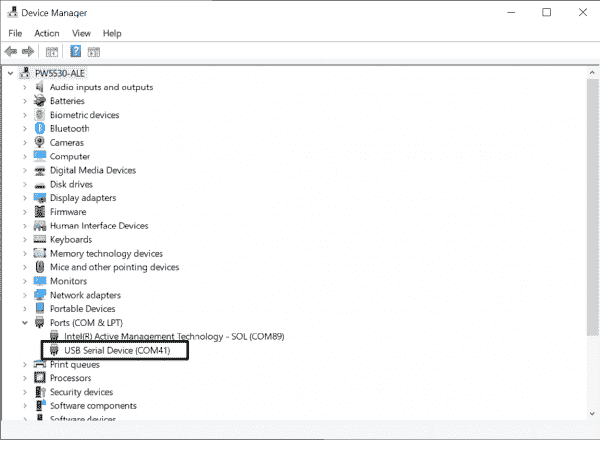 Device Manager
File Action View Help
PW5530-ALE
Audio inputs and outputs
Batteries
Biometric devices
Bluetooth
Cameras
Computer
Digital Media Devices
Disk drives
Display adapters
Firmware
Human Interface Devices
Keyboards
Memory technology devices
Mice and other pointing devices
Monitors
Network adapters
Portable Devices
Ports (COM & LPT)
Intel(R) Active Management Technology - SOL (COM89)
USB Serial Device (COM41)
Print queues
Processors
Security devices
Software components
Software devices